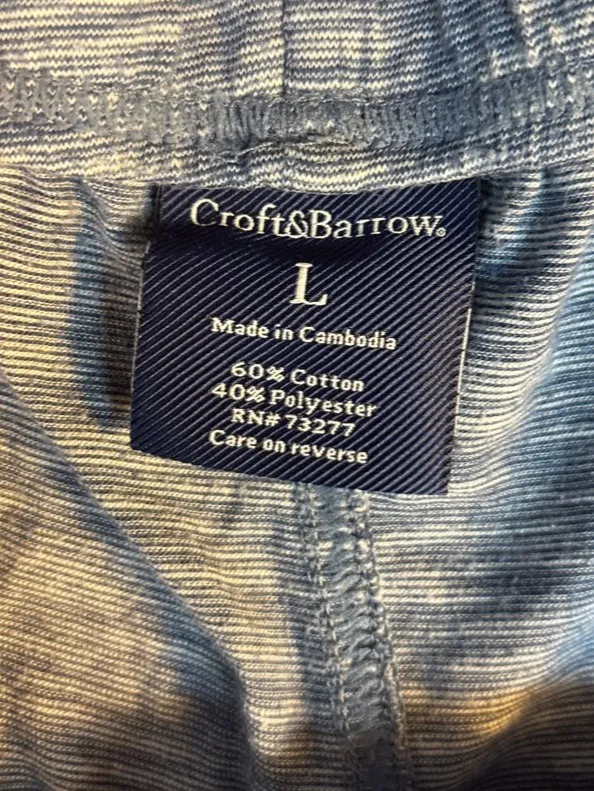 Croft&Barrow®
L
Made in Cambodia
60% Cotton
40% Polyester
RN# 73277
Care on reverse